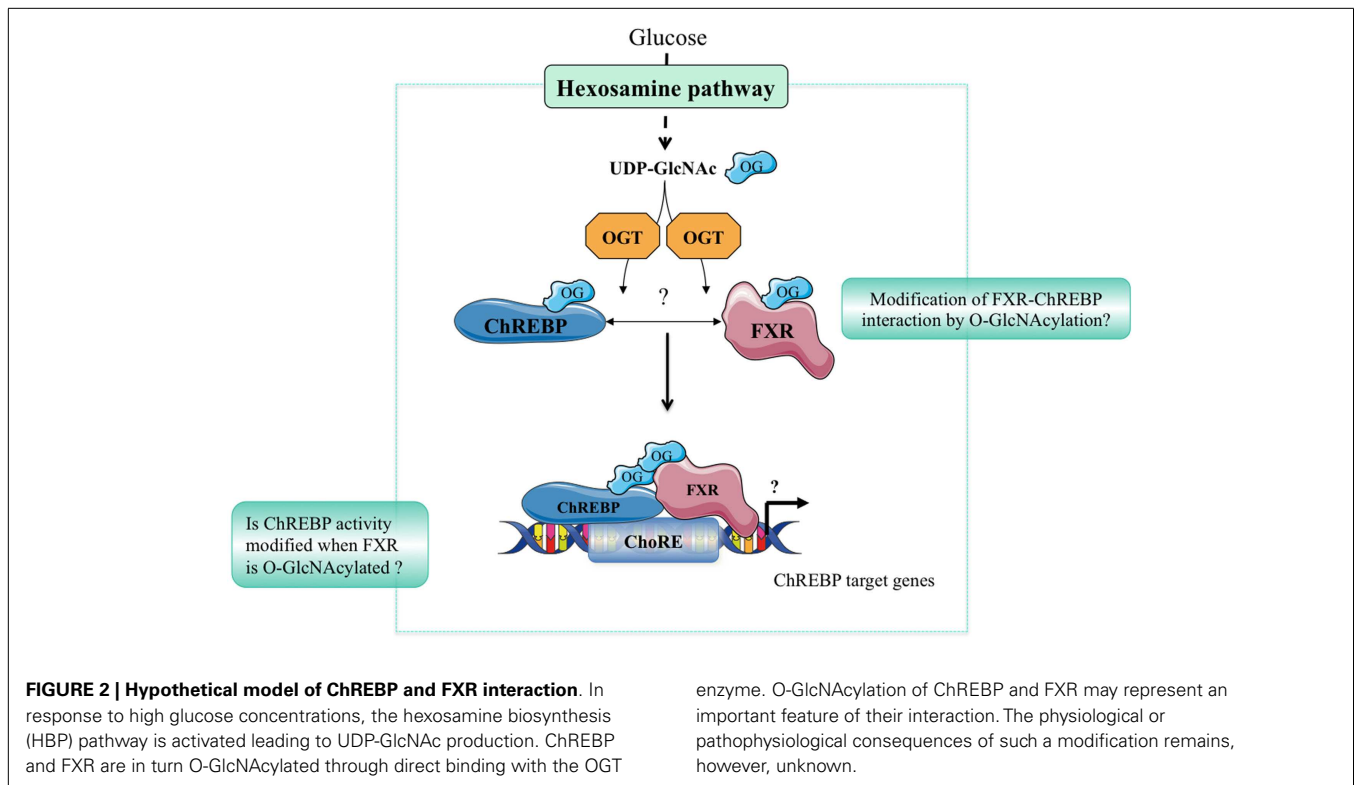 Glucose
Hexosamine pathway
UDP-GlcNAc
OG
OGT
OGT
OG
ChREBP
?
OG
FXR
Modification of FXR-ChREBP
interaction by O-GlcNAcylation?
OG
OG
FXR
ChREBP
?
ChoRE
ChREBP target genes
Is ChREBP activity
modified when FXR
is O-GlcNAcylated ?
FIGURE 2 | Hypothetical model of ChREBP and FXR interaction. In
response to high glucose concentrations, the hexosamine biosynthesis
(HBP) pathway is activated leading to UDP-GlcNAc production. ChREBP
and FXR are in turn O-GlcNAcylated through direct binding with the OGT
enzyme. O-GlcNAcylation of ChREBP and FXR may represent an
important feature of their interaction. The physiological or
pathophysiological consequences of such a modification remains,
however, unknown.